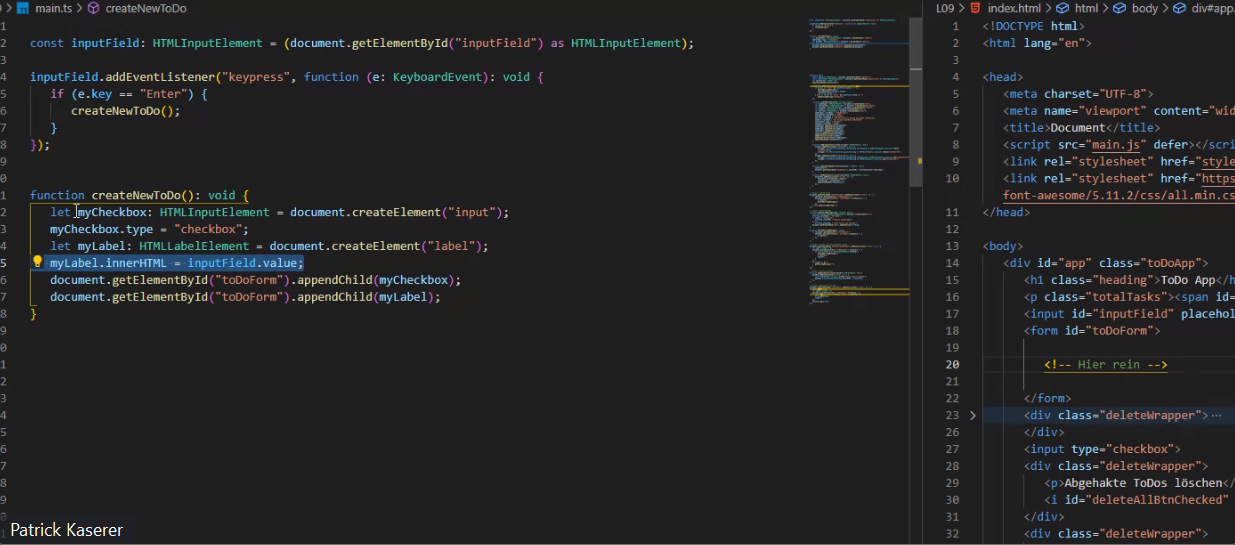 main.ts > createNewToDo
1
2 const inputField: HTMLInputElement = (document.getElementById("inputField") as HTMLInputElement);
3
4 inputField.addEventListener("keypress", function (e: KeyboardEvent): void {
5 if (e.key == "Enter") {
6 createNewToDo();
7 }
8 });
9
0
1 function createNewToDo(): void {
2 let myCheckbox: HTMLInputElement = document.createElement("input");
3 myCheckbox.type = "checkbox";
4 let myLabel: HTMLLabelElement = document.createElement("label");
5 myLabel.innerHTML = inputField.value;
6 document.getElementById("toDoForm").appendChild(myCheckbox);
7 document.getElementById("toDoForm").appendChild(myLabel);
8 }
9
0
1
2
3
4
5
6
7
8
9
0
Patrick Kaserer
L09 > index.html > html > body > div#app.
1 <!DOCTYPE html>
2 <html lang="en">
3
4 <head>
5 <meta charset="UTF-8">
6 <meta name="viewport" content="wid
7 <title>Document</title>
8 <script src="main.js" defer></scri
9 <link rel="stylesheet" href="style
10 <link rel="stylesheet" href="https
font-awesome/5.11.2/css/all.min.cs
11 </head>
12
13 <body>
14 <div id="app" class="toDoApp">
15 <h1 class="heading">ToDo App</h
16 <p class="totalTasks"><span id=
17 <input id="inputField" placehol
18 <form id="toDoForm">
19
20 <!-- Hier rein -->
21
22 </form>
23 <div class="deleteWrapper">⋯
26 </div>
27 <input type="checkbox">
28 <div class="deleteWrapper">
29 <p>Abgehakte ToDos löschen</
30 <i id="deleteAllBtnChecked"
31 </div>
32 <div class="deleteWrapper">